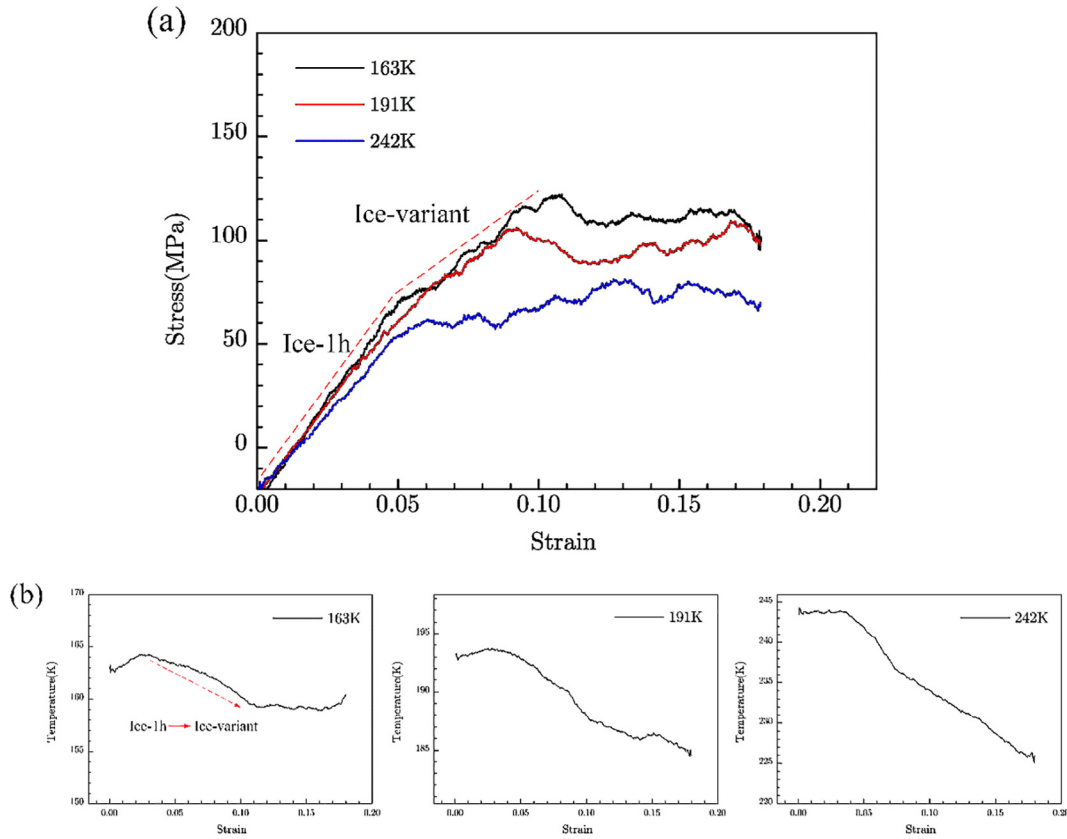 (a)
200
150
100
50
0
Stress(MPa)
163K
191K
242K
Ice-variant
Ice-1h
0.00 0.05 0.10 0.15 0.20
Strain
(b)
170
165
160
155
150
Temperature(K)
163K
Ice-1h Ice-variant
0.00 0.05 0.10 0.15 0.20
Strain
195
190
185
Temperature(K)
191K
0.00 0.05 0.10 0.15 0.20
Strain
245
240
235
230
225
220
Temperature(K)
242K
0.00 0.05 0.10 0.15 0.20
Strain